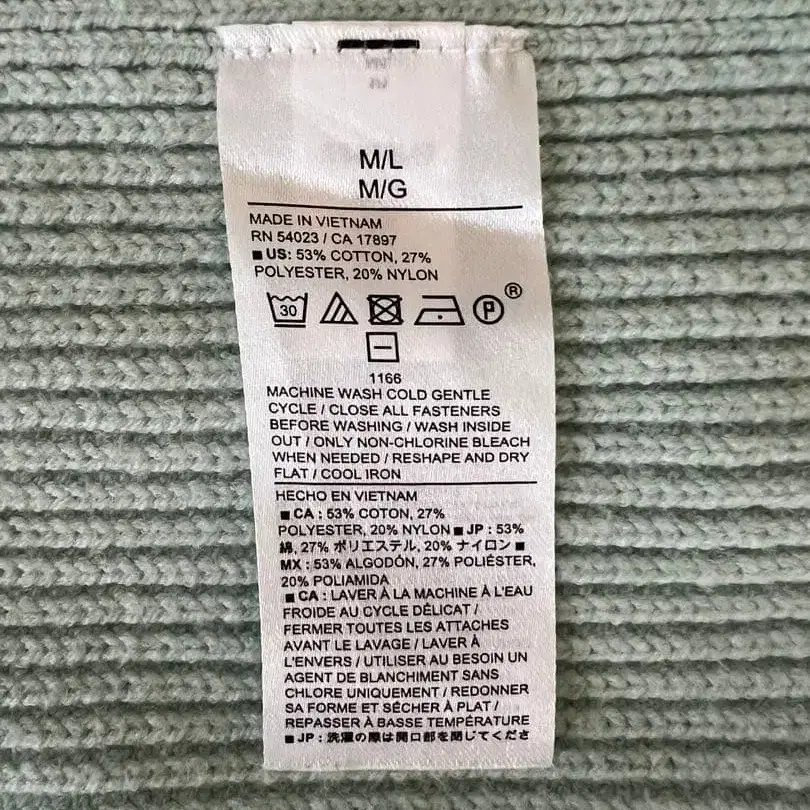 M/L
M/G
MADE IN VIETNAM
RN 54023 / CA 17897
■ US: 53% COTTON, 27%
POLYESTER, 20% NYLON
30 P ®
1166
MACHINE WASH COLD GENTLE
CYCLE / CLOSE ALL FASTENERS
BEFORE WASHING / WASH INSIDE
OUT / ONLY NON-CHLORINE BLEACH
WHEN NEEDED / RESHAPE AND DRY
FLAT / COOL IRON
HECHO EN VIETNAM
■ CA : 53% COTON, 27%
POLYESTER, 20% NYLON ■ JP : 53%
綿, 27% ポリエステル, 20% ナイロン ■
MX : 53% ALGODÓN, 27% POLIÉSTER,
20% POLIAMIDA
■ CA : LAVER À LA MACHINE À L'EAU
FROIDE AU CYCLE DÉLICAT /
FERMER TOUTES LES ATTACHES
AVANT LE LAVAGE / LAVER À
L'ENVERS / UTILISER AU BESOIN UN
AGENT DE BLANCHIMENT SANS
CHLORE UNIQUEMENT / REDONNER
SA FORME ET SÉCHER À PLAT /
REPASSER À BASSE TEMPÉRATURE
■ JP : 洗濯の際は開口部を閉じてくださ